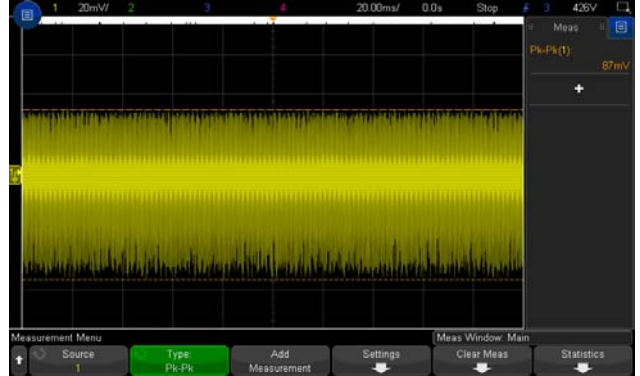 1 20mV/ 2 3 4 20.00ms/ 0.0s Stop 3 426V
Meas
Pk-Pk(1):
87mV
+
Measurement Menu Meas Window: Main
Source Type: Add Settings Clear Meas Statistics
1 Pk-Pk Measurement